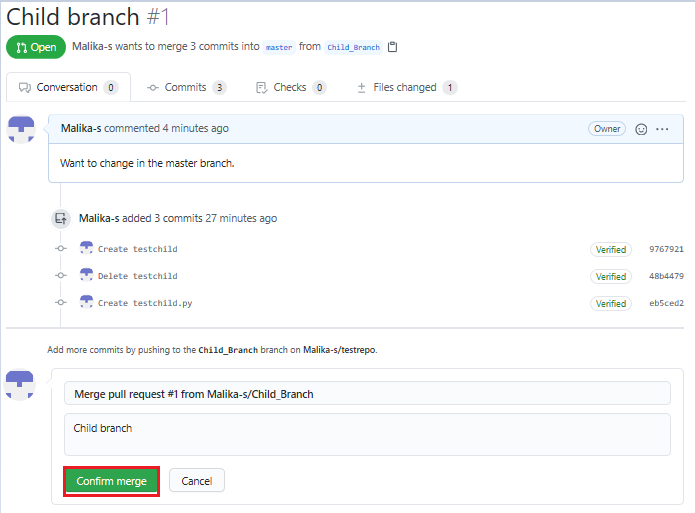 Child branch #1
Open Malika-s wants to merge 3 commits into master from Child_Branch
Conversation 0 Commits 3 Checks 0 Files changed 1
Malika-s commented 4 minutes ago Owner
Want to change in the master branch.
Malika-s added 3 commits 27 minutes ago
Create testchild Verified 9767921
Delete testchild Verified 48b4479
Create testchild.py Verified eb5ced2
Add more commits by pushing to the Child_Branch branch on Malika-s/testrepo.
Merge pull request #1 from Malika-s/Child_Branch
Child branch
Confirm merge Cancel